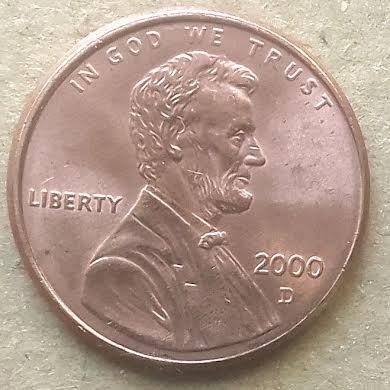 IN GOD WE TRUST
LIBERTY
2000
D